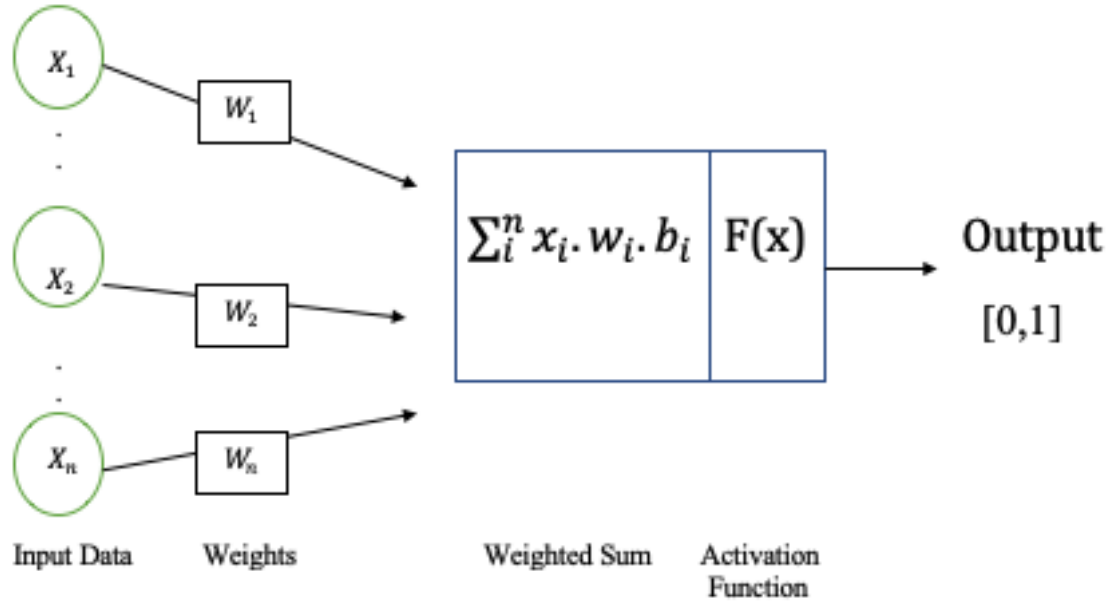 X₁
W₁
∑ᵢⁿ xᵢ. wᵢ. bᵢ
F(x)
Output
[0,1]
X₂
W₂
Xₙ
Wₙ
Input Data
Weights
Weighted Sum
Activation
Function